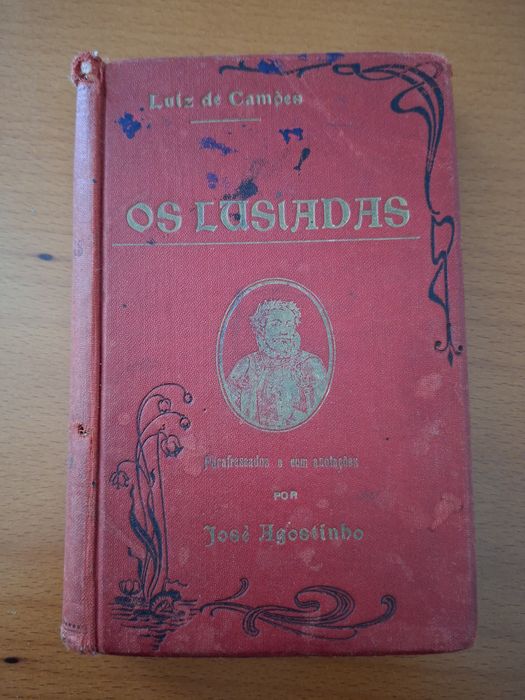 Luiz de Camões
OS LUSIADAS
Parafraseados e com anotações
POR
José Agostinho